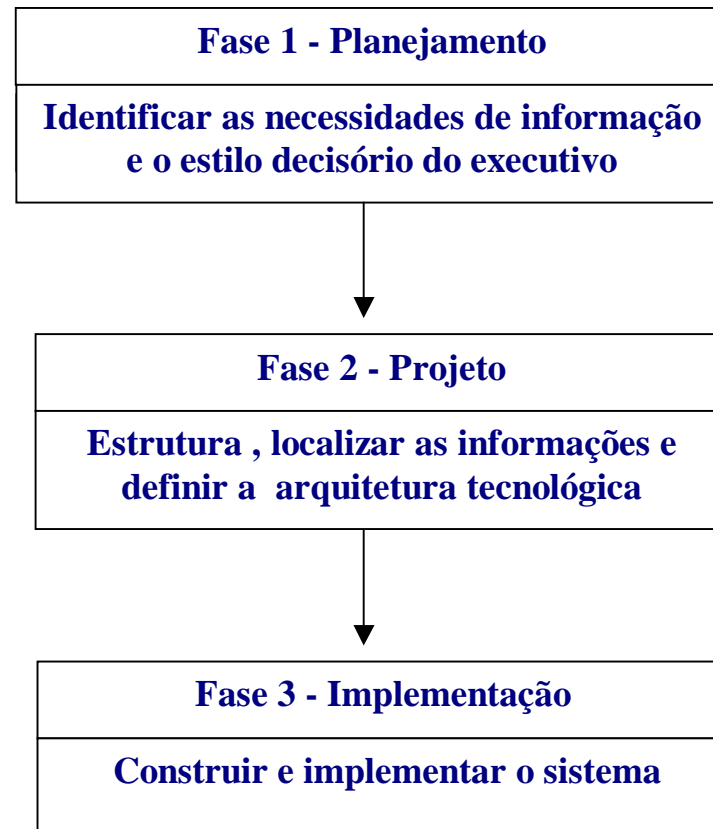 Fase 1 - Planejamento
Identificar as necessidades de informação
e o estilo decisório do executivo
Fase 2 - Projeto
Estrutura , localizar as informações e
definir a arquitetura tecnológica
Fase 3 - Implementação
Construir e implementar o sistema